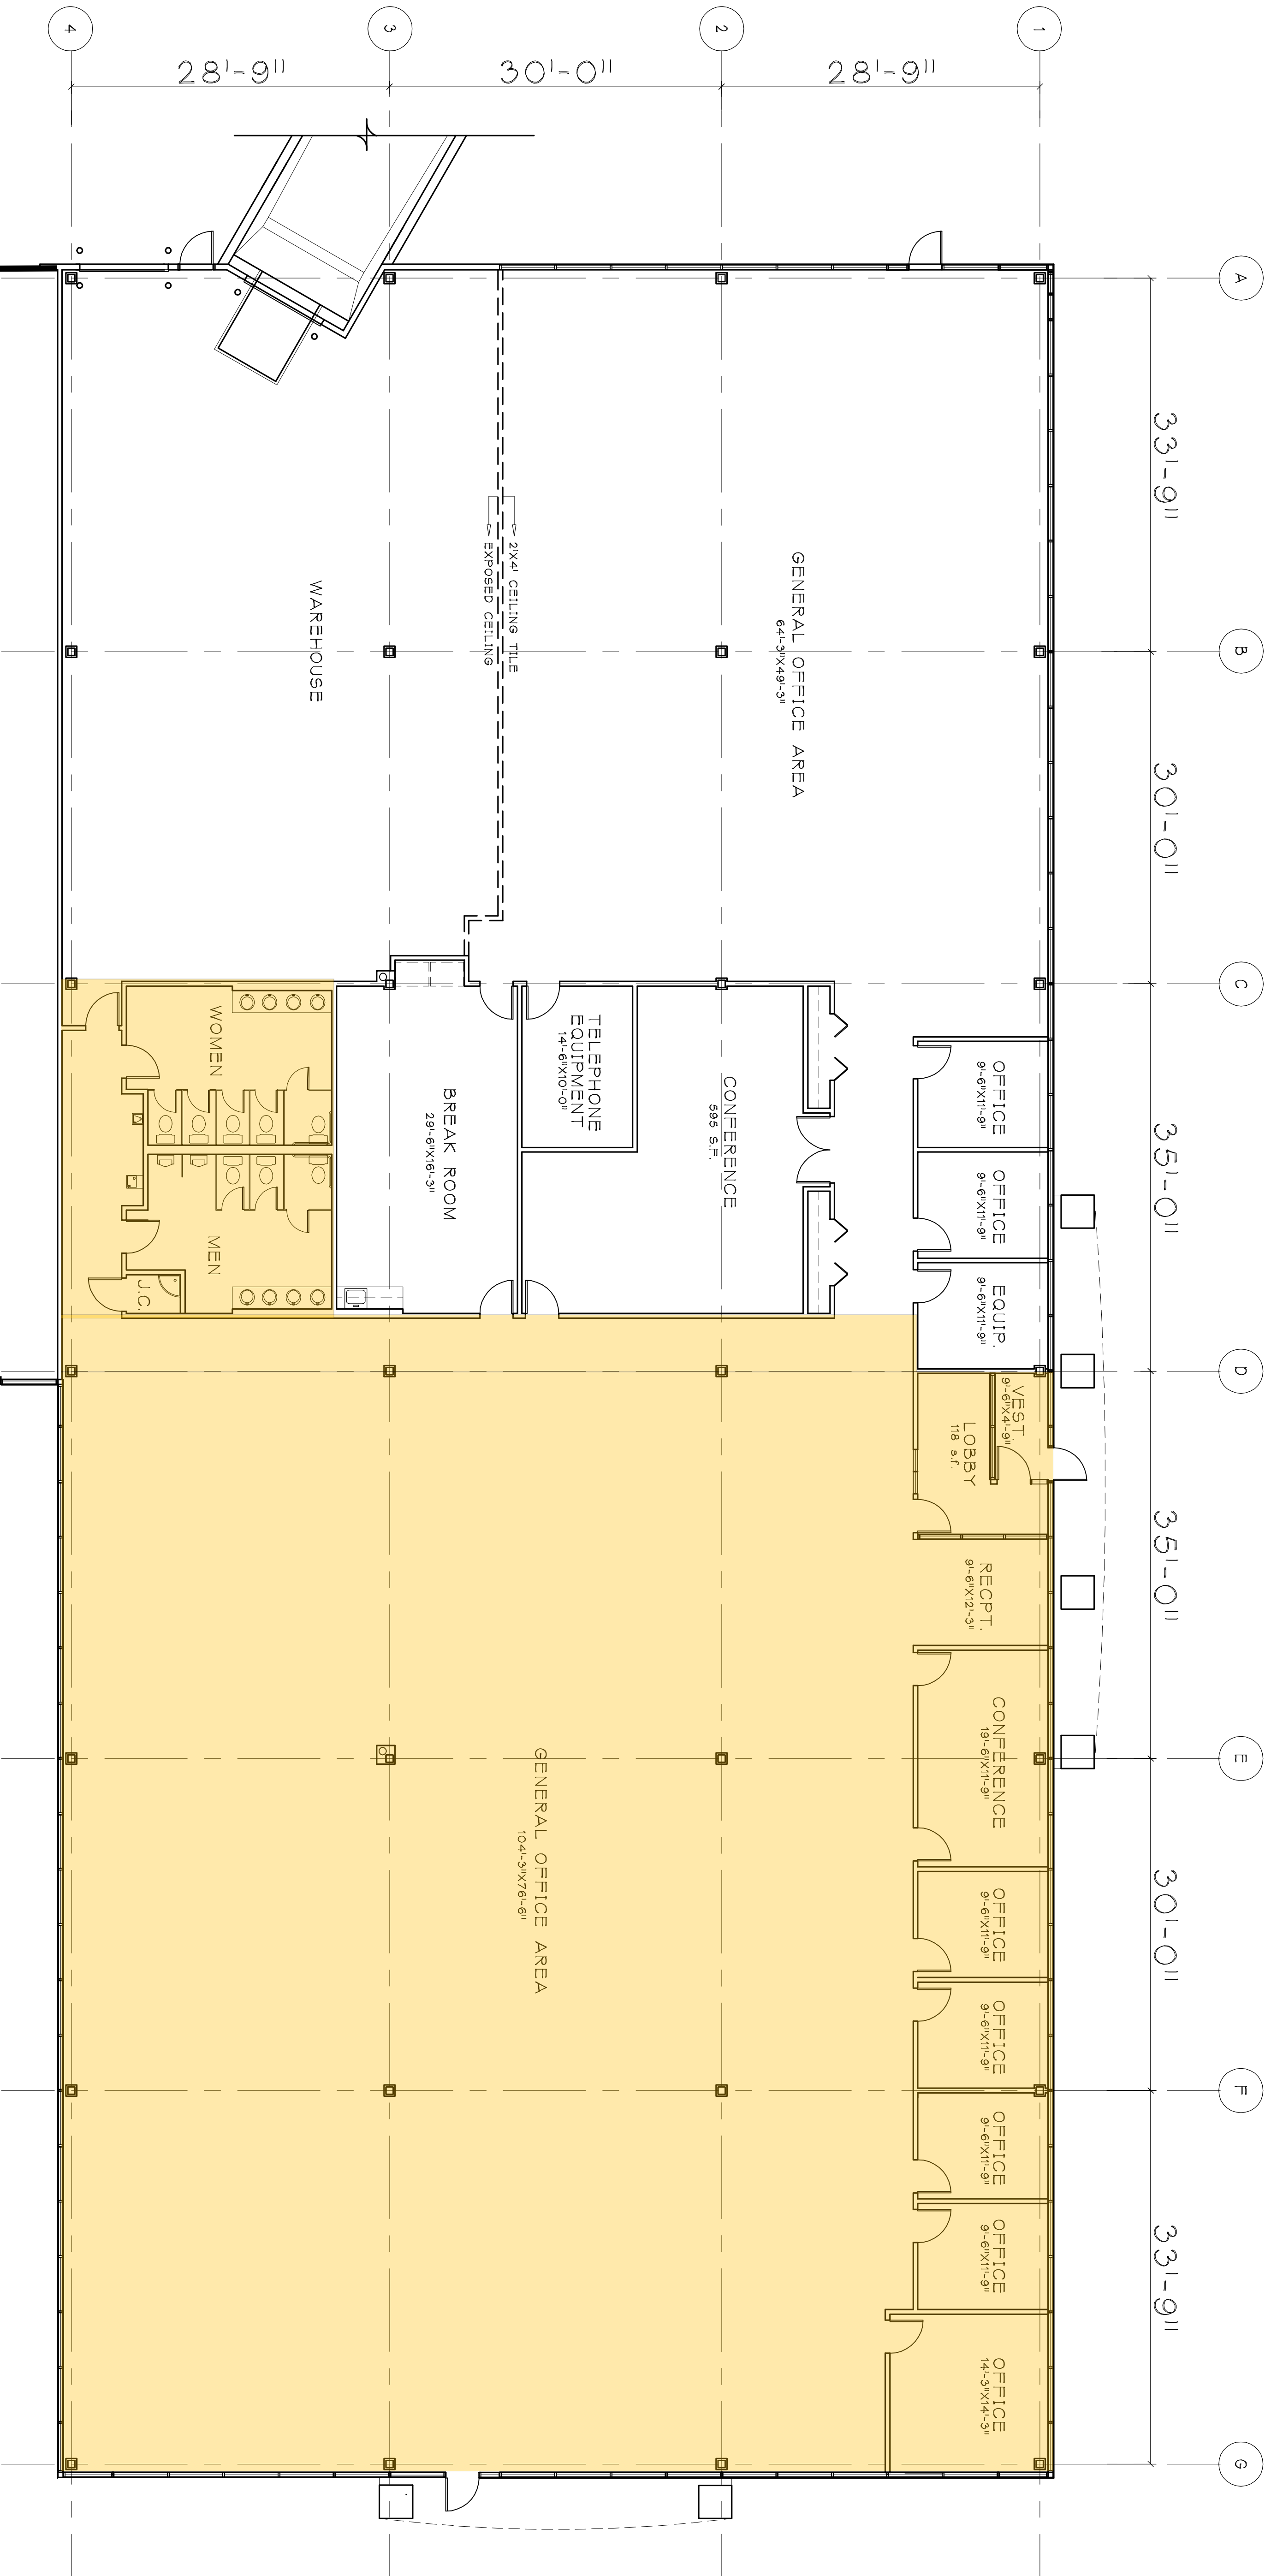 4
3
2
1
28'-9"
30'-0"
28'-9"
A
33'-9"
B
30'-0"
C
35'-0"
D
35'-0"
E
30'-0"
F
33'-9"
G
GENERAL OFFICE AREA
64'-3"X49'-3"
2'X4' CEILING TILE
EXPOSED CEILING
WAREHOUSE
OFFICE
9'-6"X11'-9"
OFFICE
9'-6"X11'-9"
EQUIP.
9'-6"X11'-9"
CONFERENCE
595 S.F.
TELEPHONE
EQUIPMENT
14'-6"X10'-0"
BREAK ROOM
29'-6"X16'-3"
WOMEN
MEN
J.C.
VEST.
9'-6"X4'-9"
LOBBY
118 s.f.
RECPT.
9'-6"X12'-3"
CONFERENCE
19'-6"X11'-9"
OFFICE
9'-6"X11'-9"
OFFICE
9'-6"X11'-9"
OFFICE
9'-6"X11'-9"
OFFICE
9'-6"X11'-9"
OFFICE
14'-3"X14'-3"
GENERAL OFFICE AREA
104'-3"X76'-6"